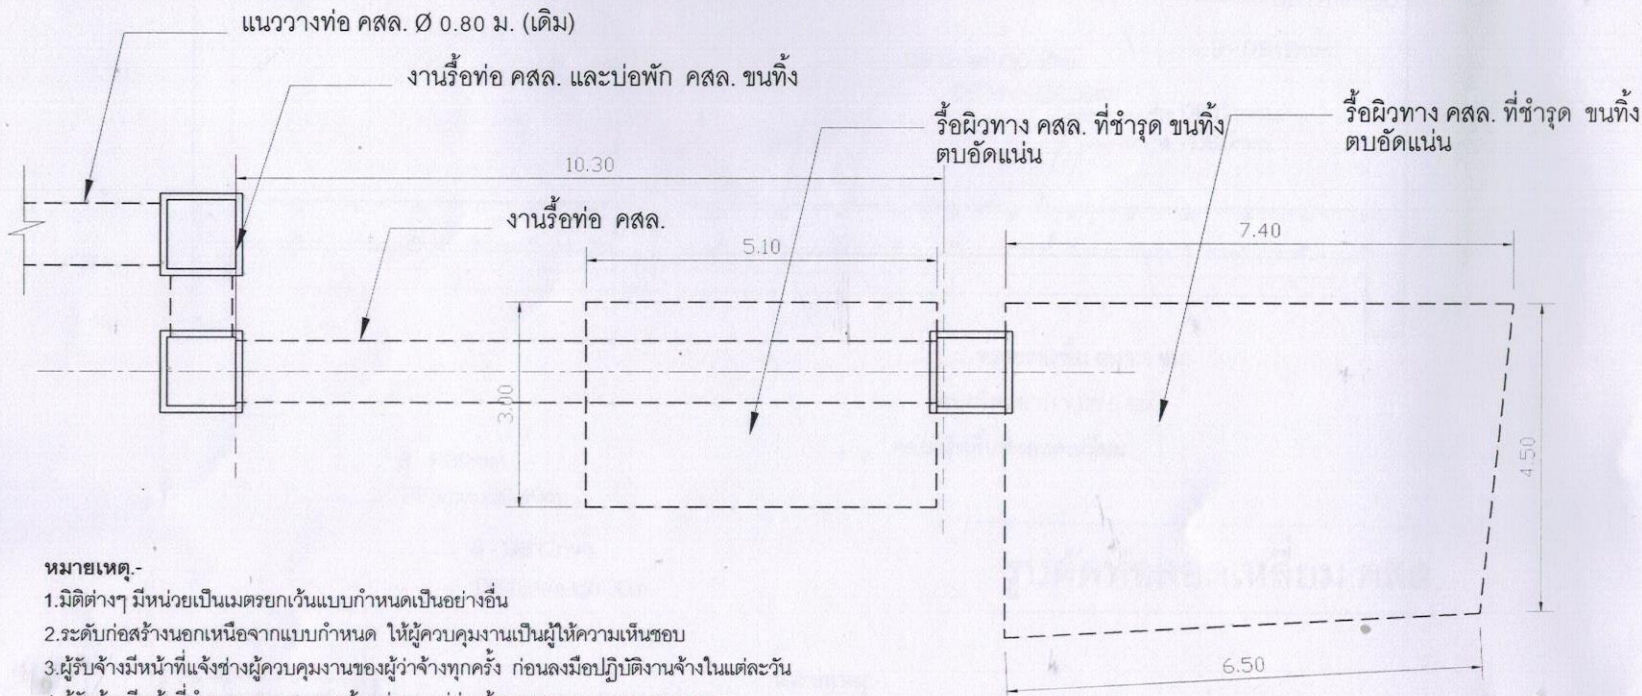 แนววางท่อ คสล. Ø 0.80 ม. (เดิม)
งานรื้อท่อ คสล. และบ่อพัก คสล. ขนทิ้ง
รื้อผิวทาง คสล. ที่ชำรุด ขนทิ้ง
ตบอัดแน่น
รื้อผิวทาง คสล. ที่ชำรุด ขนทิ้ง
ตบอัดแน่น
10.30
งานรื้อท่อ คสล.
5.10
7.40
3.00
4.50
6.50
หมายเหตุ.-
1.มิติต่างๆ มีหน่วยเป็นเมตรยกเว้นแบบกำหนดเป็นอย่างอื่น
2.ระดับก่อสร้างนอกเหนือจากแบบกำหนด ให้ผู้ควบคุมงานเป็นผู้ให้ความเห็นชอบ
3.ผู้รับจ้างมีหน้าที่แจ้งช่างผู้ควบคุมงานของผู้ว่าจ้างทุกครั้ง ก่อนลงมือปฏิบัติงานจ้างในแต่ละวัน